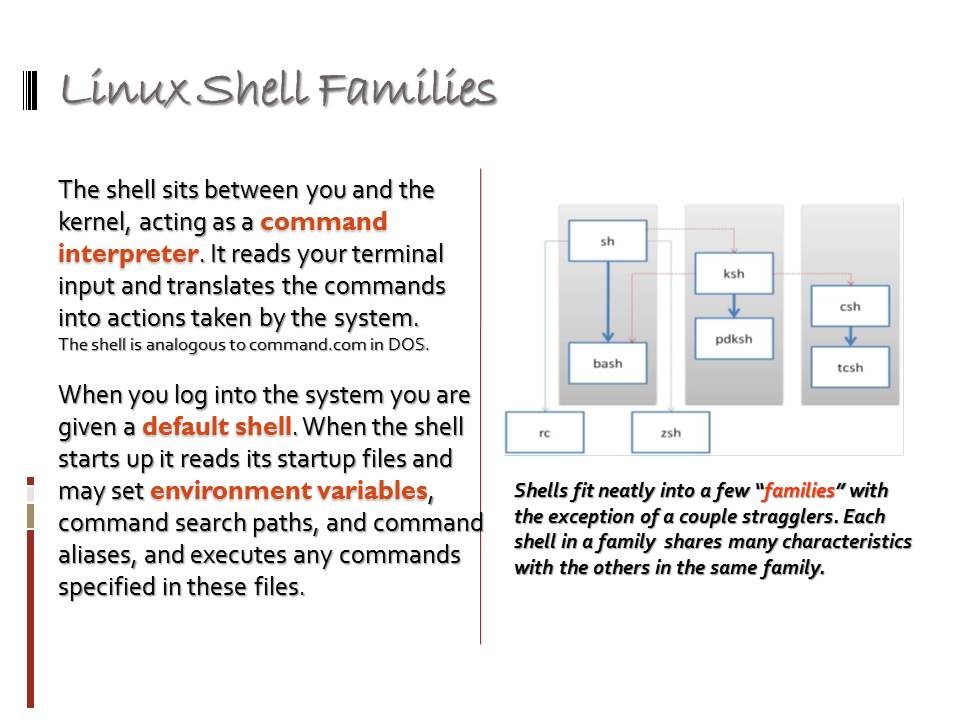 Linux Shell Families
The shell sits between you and the
kernel, acting as a command
interpreter. It reads your terminal
input and translates the commands
into actions taken by the system.
The shell is analogous to command.com in DOS.
When you log into the system you are
given a default shell. When the shell
starts up it reads its startup files and
may set environment variables,
command search paths, and command
aliases, and executes any commands
specified in these files.
sh
ksh
csh
pdksh
bash
tcsh
rc
zsh
Shells fit neatly into a few “families” with
the exception of a couple stragglers. Each
shell in a family shares many characteristics
with the others in the same family.